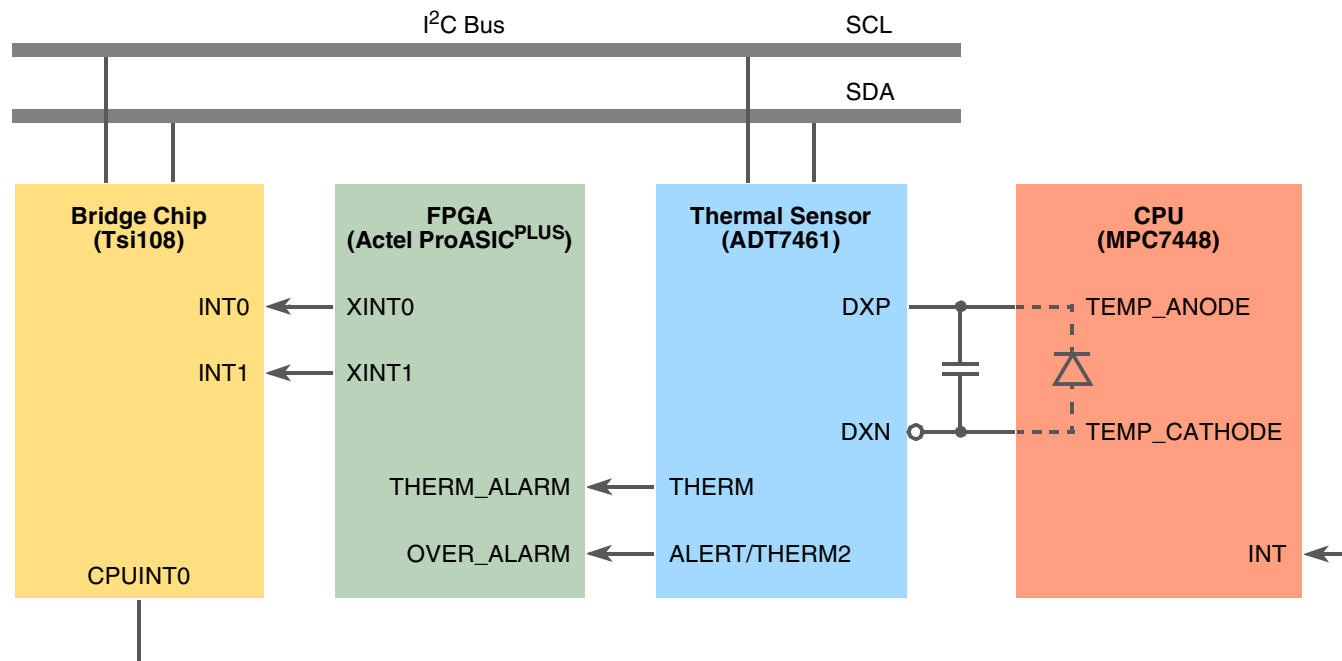 I²C Bus
SCL
SDA
Bridge Chip
(Tsi108)
INT0
INT1
CPUINT0
FPGA
(Actel ProASICPLUS)
XINT0
XINT1
THERM_ALARM
OVER_ALARM
Thermal Sensor
(ADT7461)
DXP
DXN
THERM
ALERT/THERM2
CPU
(MPC7448)
TEMP_ANODE
TEMP_CATHODE
INT